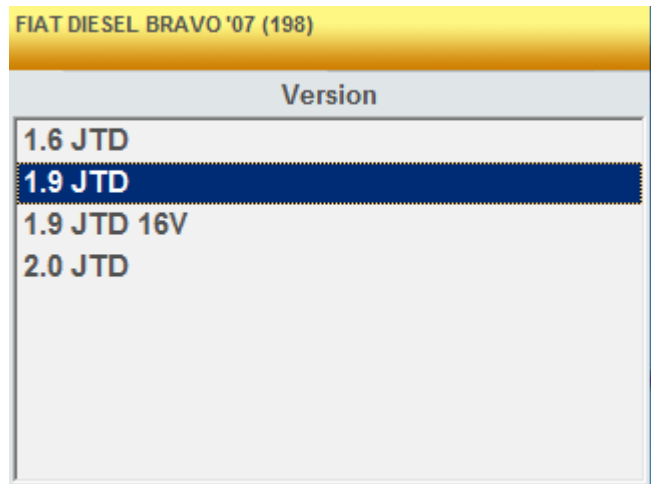 FIAT DIESEL BRAVO '07 (198)
Version
1.6 JTD
1.9 JTD
1.9 JTD 16V
2.0 JTD